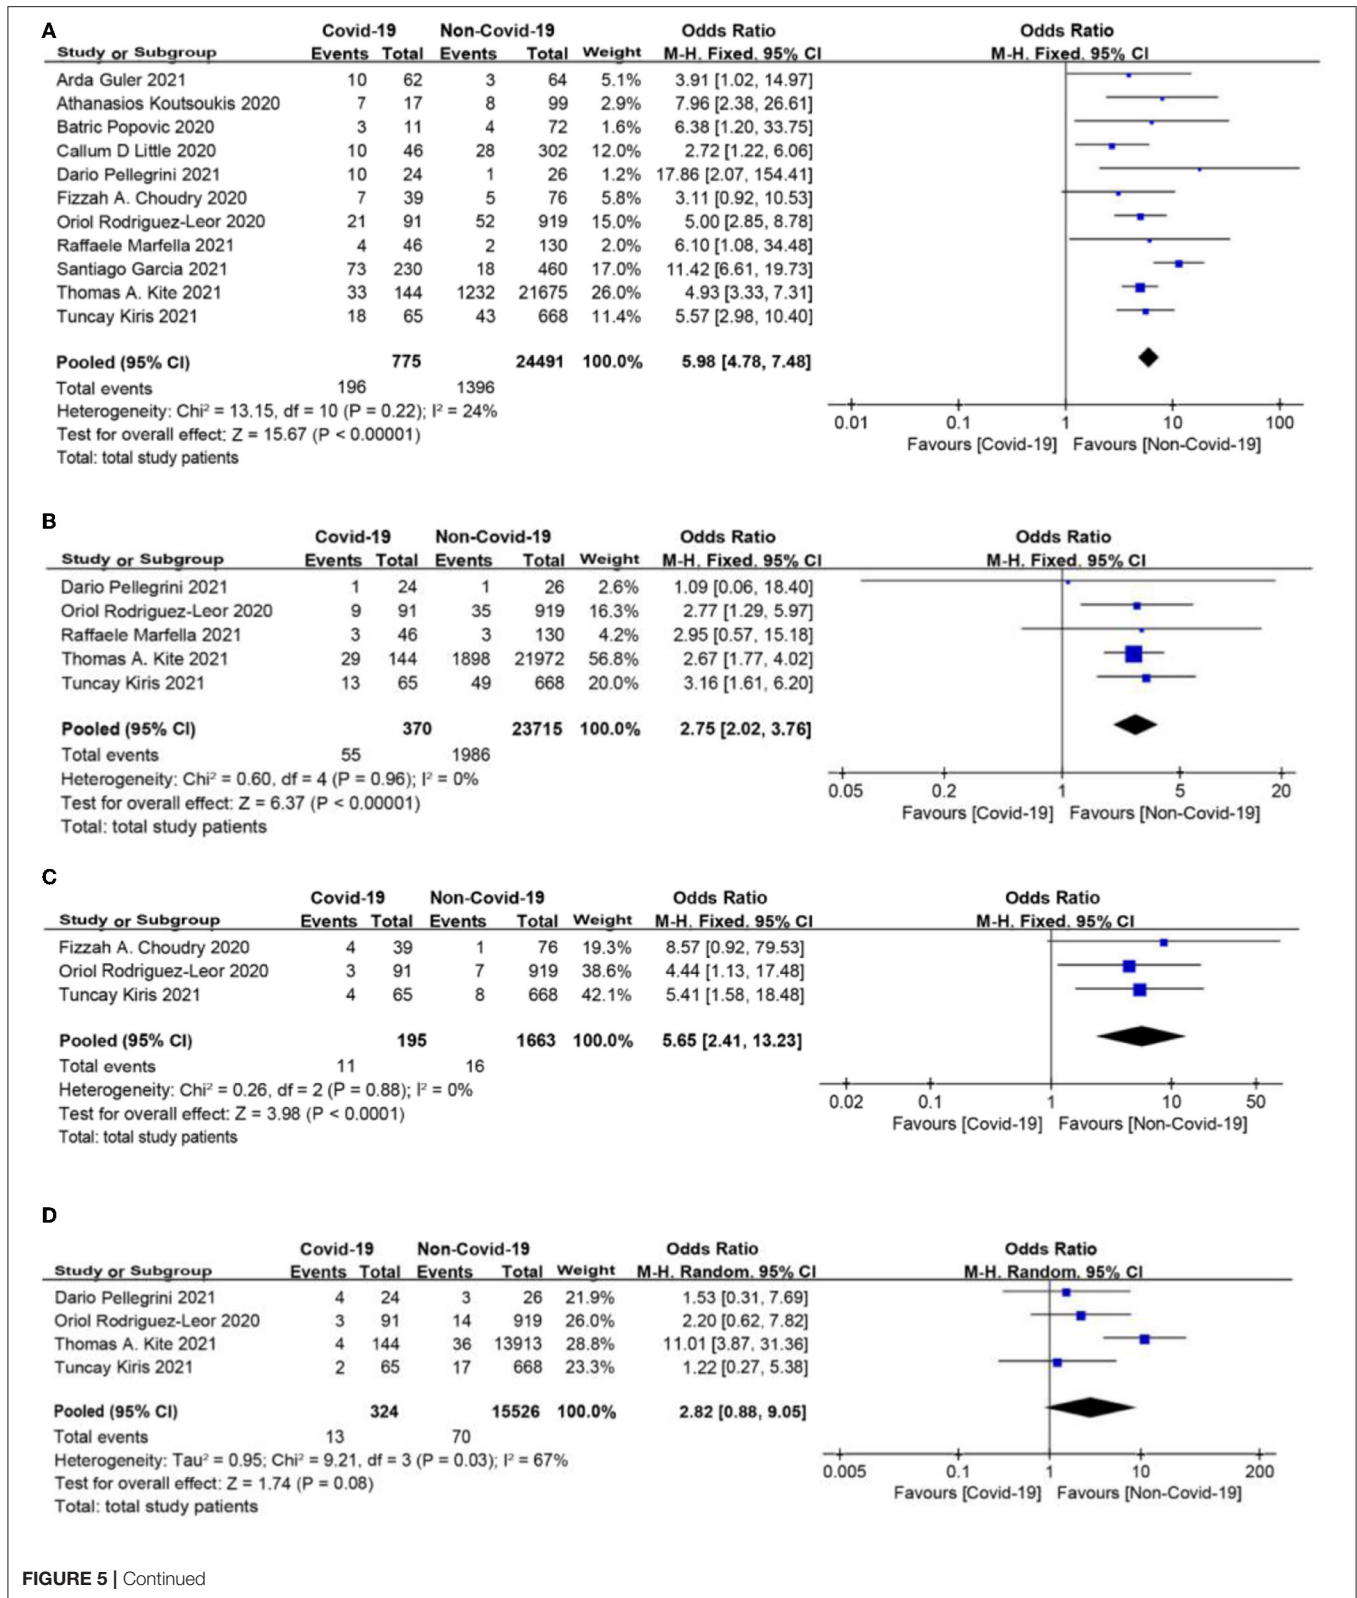 A
Covid-19 Non-Covid-19 Odds Ratio Odds Ratio
Study or Subgroup Events Total Events Total Weight M-H. Fixed. 95% CI M-H. Fixed. 95% CI
Arda Guler 2021 10 62 3 64 5.1% 3.91 [1.02, 14.97]
Athanasios Koutsoukis 2020 7 17 8 99 2.9% 7.96 [2.38, 26.61]
Batric Popovic 2020 3 11 4 72 1.6% 6.38 [1.20, 33.75]
Callum D Little 2020 10 46 28 302 12.0% 2.72 [1.22, 6.06]
Dario Pellegrini 2021 10 24 1 26 1.2% 17.86 [2.07, 154.41]
Fizzah A. Choudry 2020 7 39 5 76 5.8% 3.11 [0.92, 10.53]
Oriol Rodriguez-Leor 2020 21 91 52 919 15.0% 5.00 [2.85, 8.78]
Raffaele Marfella 2021 4 46 2 130 2.0% 6.10 [1.08, 34.48]
Santiago Garcia 2021 73 230 18 460 17.0% 11.42 [6.61, 19.73]
Thomas A. Kite 2021 33 144 1232 21675 26.0% 4.93 [3.33, 7.31]
Tuncay Kiris 2021 18 65 43 668 11.4% 5.57 [2.98, 10.40]
Pooled (95% CI) 775 24491 100.0% 5.98 [4.78, 7.48]
Total events 196 1396
Heterogeneity: Chi² = 13.15, df = 10 (P = 0.22); I² = 24%
Test for overall effect: Z = 15.67 (P < 0.00001)
Total: total study patients
0.01 0.1 1 10 100
Favours [Covid-19] Favours [Non-Covid-19]
B
Covid-19 Non-Covid-19 Odds Ratio Odds Ratio
Study or Subgroup Events Total Events Total Weight M-H. Fixed. 95% CI M-H. Fixed. 95% CI
Dario Pellegrini 2021 1 24 1 26 2.6% 1.09 [0.06, 18.40]
Oriol Rodriguez-Leor 2020 9 91 35 919 16.3% 2.77 [1.29, 5.97]
Raffaele Marfella 2021 3 46 3 130 4.2% 2.95 [0.57, 15.18]
Thomas A. Kite 2021 29 144 1898 21972 56.8% 2.67 [1.77, 4.02]
Tuncay Kiris 2021 13 65 49 668 20.0% 3.16 [1.61, 6.20]
Pooled (95% CI) 370 23715 100.0% 2.75 [2.02, 3.76]
Total events 55 1986
Heterogeneity: Chi² = 0.60, df = 4 (P = 0.96); I² = 0%
Test for overall effect: Z = 6.37 (P < 0.00001)
Total: total study patients
0.05 0.2 1 5 20
Favours [Covid-19] Favours [Non-Covid-19]
C
Covid-19 Non-Covid-19 Odds Ratio Odds Ratio
Study or Subgroup Events Total Events Total Weight M-H. Fixed. 95% CI M-H. Fixed. 95% CI
Fizzah A. Choudry 2020 4 39 1 76 19.3% 8.57 [0.92, 79.53]
Oriol Rodriguez-Leor 2020 3 91 7 919 38.6% 4.44 [1.13, 17.48]
Tuncay Kiris 2021 4 65 8 668 42.1% 5.41 [1.58, 18.48]
Pooled (95% CI) 195 1663 100.0% 5.65 [2.41, 13.23]
Total events 11 16
Heterogeneity: Chi² = 0.26, df = 2 (P = 0.88); I² = 0%
Test for overall effect: Z = 3.98 (P < 0.0001)
Total: total study patients
0.02 0.1 1 10 50
Favours [Covid-19] Favours [Non-Covid-19]
D
Covid-19 Non-Covid-19 Odds Ratio Odds Ratio
Study or Subgroup Events Total Events Total Weight M-H. Random. 95% CI M-H. Random. 95% CI
Dario Pellegrini 2021 4 24 3 26 21.9% 1.53 [0.31, 7.69]
Oriol Rodriguez-Leor 2020 3 91 14 919 26.0% 2.20 [0.62, 7.82]
Thomas A. Kite 2021 4 144 36 13913 28.8% 11.01 [3.87, 31.36]
Tuncay Kiris 2021 2 65 17 668 23.3% 1.22 [0.27, 5.38]
Pooled (95% CI) 324 15526 100.0% 2.82 [0.88, 9.05]
Total events 13 70
Heterogeneity: Tau² = 0.95; Chi² = 9.21, df = 3 (P = 0.03); I² = 67%
Test for overall effect: Z = 1.74 (P = 0.08)
Total: total study patients
0.005 0.1 1 10 200
Favours [Covid-19] Favours [Non-Covid-19]
FIGURE 5 | Continued